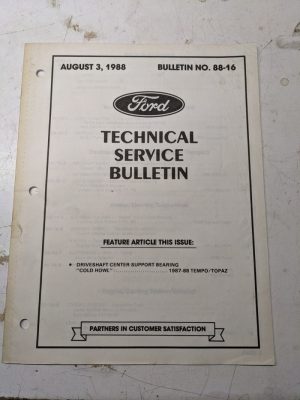 AUGUST 3, 1988 BULLETIN NO. 88-16
Ford
TECHNICAL
SERVICE
BULLETIN
FEATURE ARTICLE THIS ISSUE:
• DRIVESHAFT CENTER SUPPORT BEARING
"COLD HOWL" .......................... 1987-88 TEMPO/TOPAZ
PARTNERS IN CUSTOMER SATISFACTION